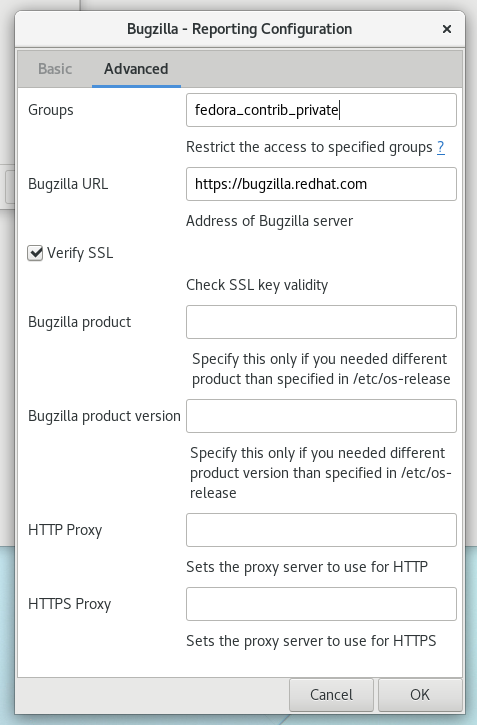 Bugzilla - Reporting Configuration ×
Basic Advanced
Groups fedora_contrib_private
Restrict the access to specified groups ?
Bugzilla URL https://bugzilla.redhat.com
Address of Bugzilla server
Verify SSL
Check SSL key validity
Bugzilla product
Specify this only if you needed different
product than specified in /etc/os-release
Bugzilla product version
Specify this only if you needed different
product version than specified in /etc/os-
release
HTTP Proxy
Sets the proxy server to use for HTTP
HTTPS Proxy
Sets the proxy server to use for HTTPS
Cancel OK